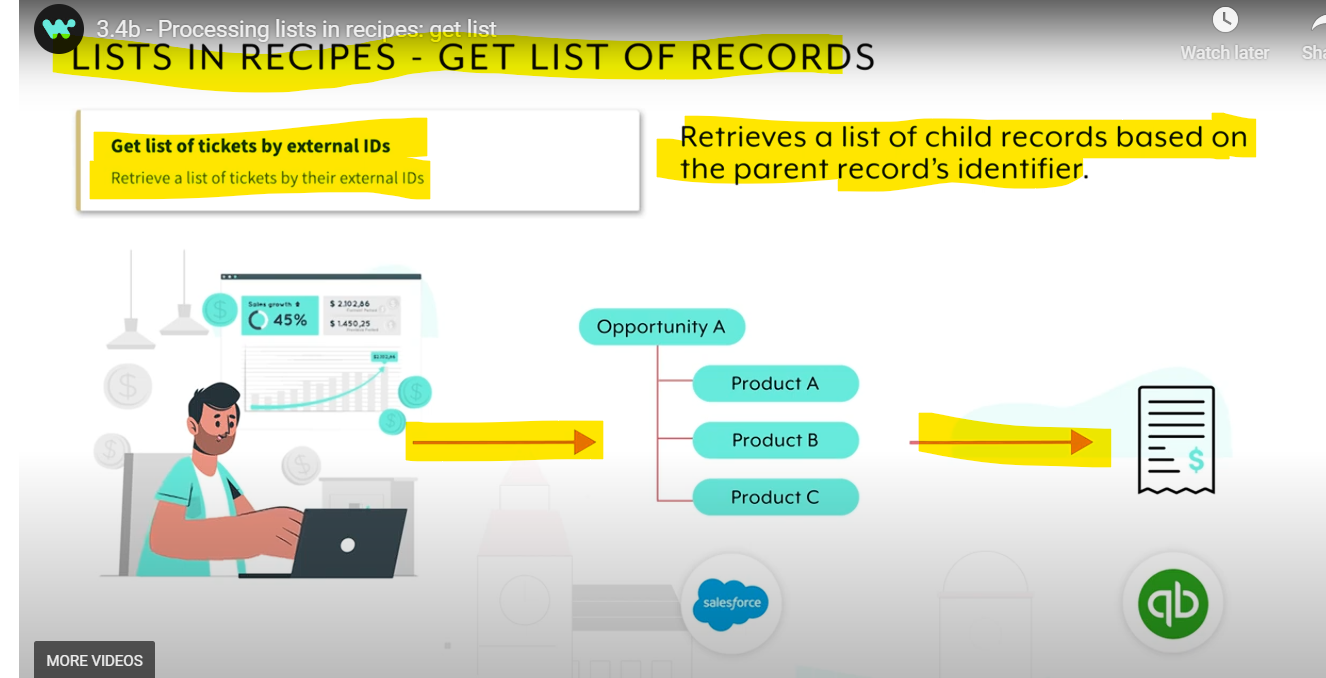 3.4b - Processing lists in recipes: get list
Watch later
Sha
LISTS IN RECIPES - GET LIST OF RECORDS
Get list of tickets by external IDs
Retrieve a list of tickets by their external IDs
Retrieves a list of child records based on
the parent record's identifier.
Sales growth
45%
$ 2.102,86
$ 1.450,25
Opportunity A
Product A
Product B
Product C
$
salesforce
qb
MORE VIDEOS